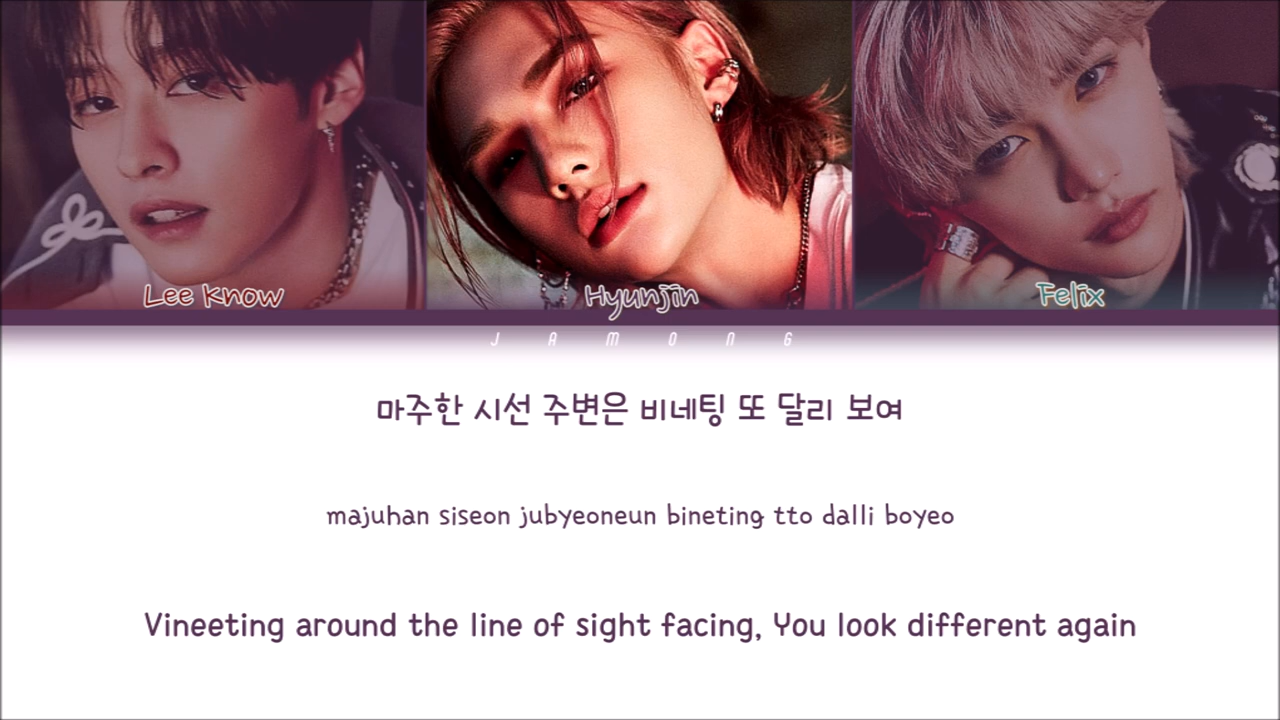 Lee Know
Hyunjin
Felix
J A M O N G
마주한 시선 주변은 비네팅 또 달리 보여
majuhan siseon jubyeoneun bineting tto dalli boyeo
Vineeting around the line of sight facing, You look different again